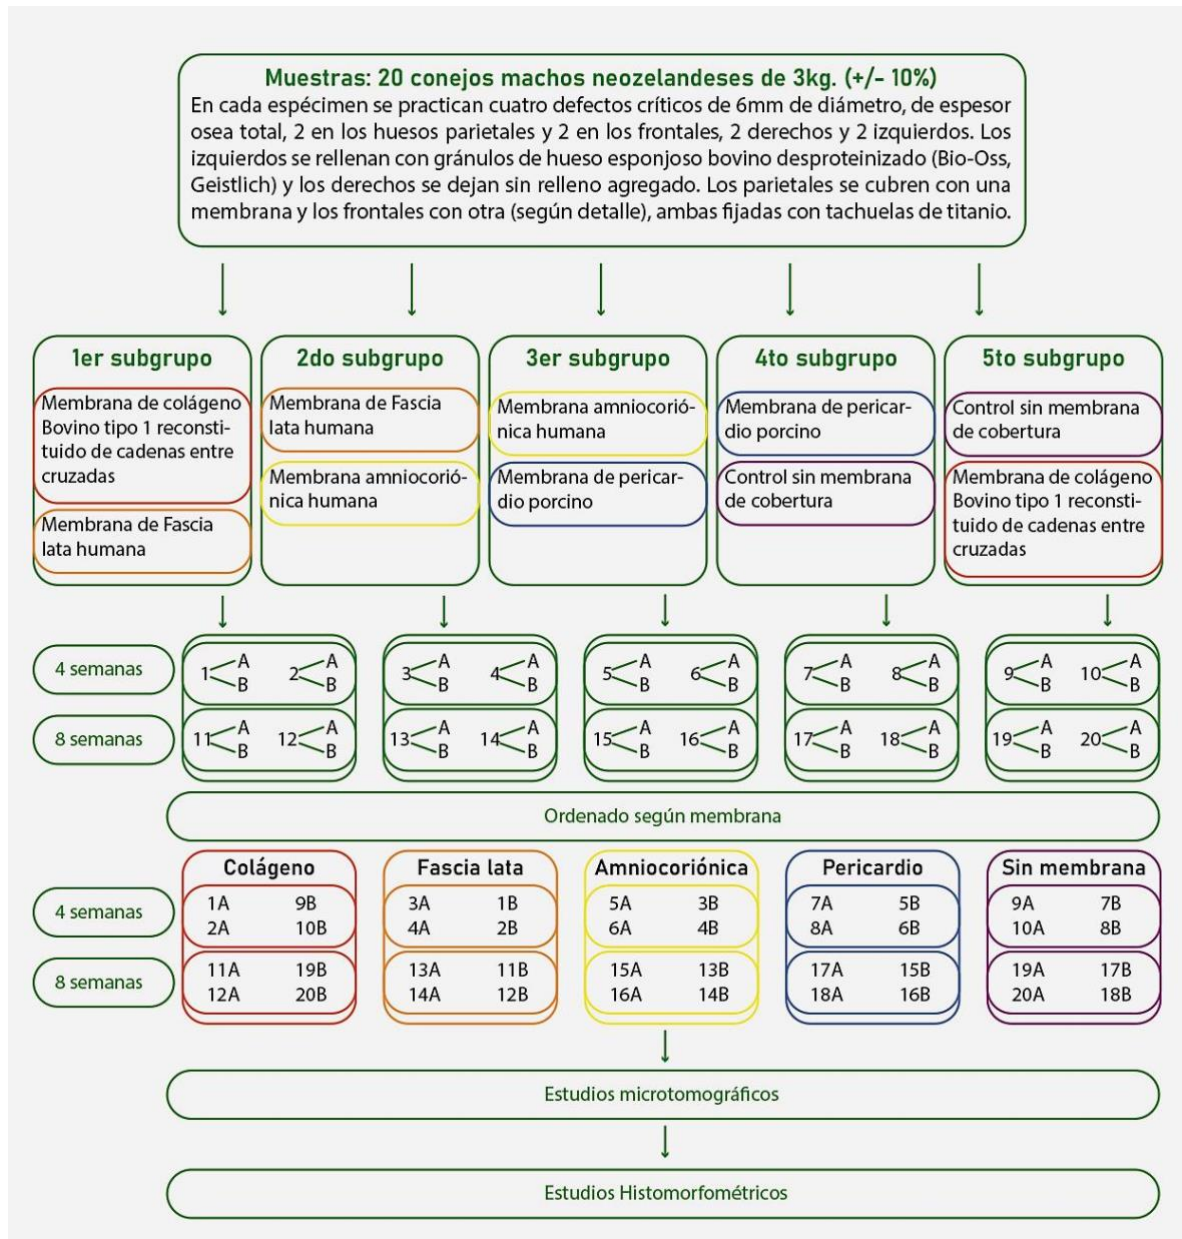 Muestras: 20 conejos machos neozelandeses de 3kg. (+/- 10%)
En cada espécimen se practican cuatro defectos críticos de 6mm de diámetro, de espesor
osea total, 2 en los huesos parietales y 2 en los frontales, 2 derechos y 2 izquierdos. Los
izquierdos se rellenan con gránulos de hueso esponjoso bovino desproteinizado (Bio-Oss,
Geistlich) y los derechos se dejan sin relleno agregado. Los parietales se cubren con una
membrana y los frontales con otra (según detalle), ambas fijadas con tachuelas de titanio.
1er subgrupo
Membrana de colágeno
Bovino tipo 1 reconsti-
tuido de cadenas entre
cruzadas
Membrana de Fascia
lata humana
2do subgrupo
Membrana de Fascia
lata humana
Membrana amniocorió-
nica humana
3er subgrupo
Membrana amniocorió-
nica humana
Membrana de pericar-
dio porcino
4to subgrupo
Membrana de pericar-
dio porcino
Control sin membrana
de cobertura
5to subgrupo
Control sin membrana
de cobertura
Membrana de colágeno
Bovino tipo 1 reconsti-
tuido de cadenas entre
cruzadas
4 semanas
1 A B 2 A B 3 A B 4 A B 5 A B 6 A B 7 A B 8 A B 9 A B 10 A B
8 semanas
11 A B 12 A B 13 A B 14 A B 15 A B 16 A B 17 A B 18 A B 19 A B 20 A B
Ordenado según membrana
Colágeno Fascia lata Amniocoriónica Pericardio Sin membrana
4 semanas
1A 9B 3A 1B 5A 3B 7A 5B 9A 7B
2A 10B 4A 2B 6A 4B 8A 6B 10A 8B
8 semanas
11A 19B 13A 11B 15A 13B 17A 15B 19A 17B
12A 20B 14A 12B 16A 14B 18A 16B 20A 18B
Estudios microtomográficos
Estudios Histomorfométricos